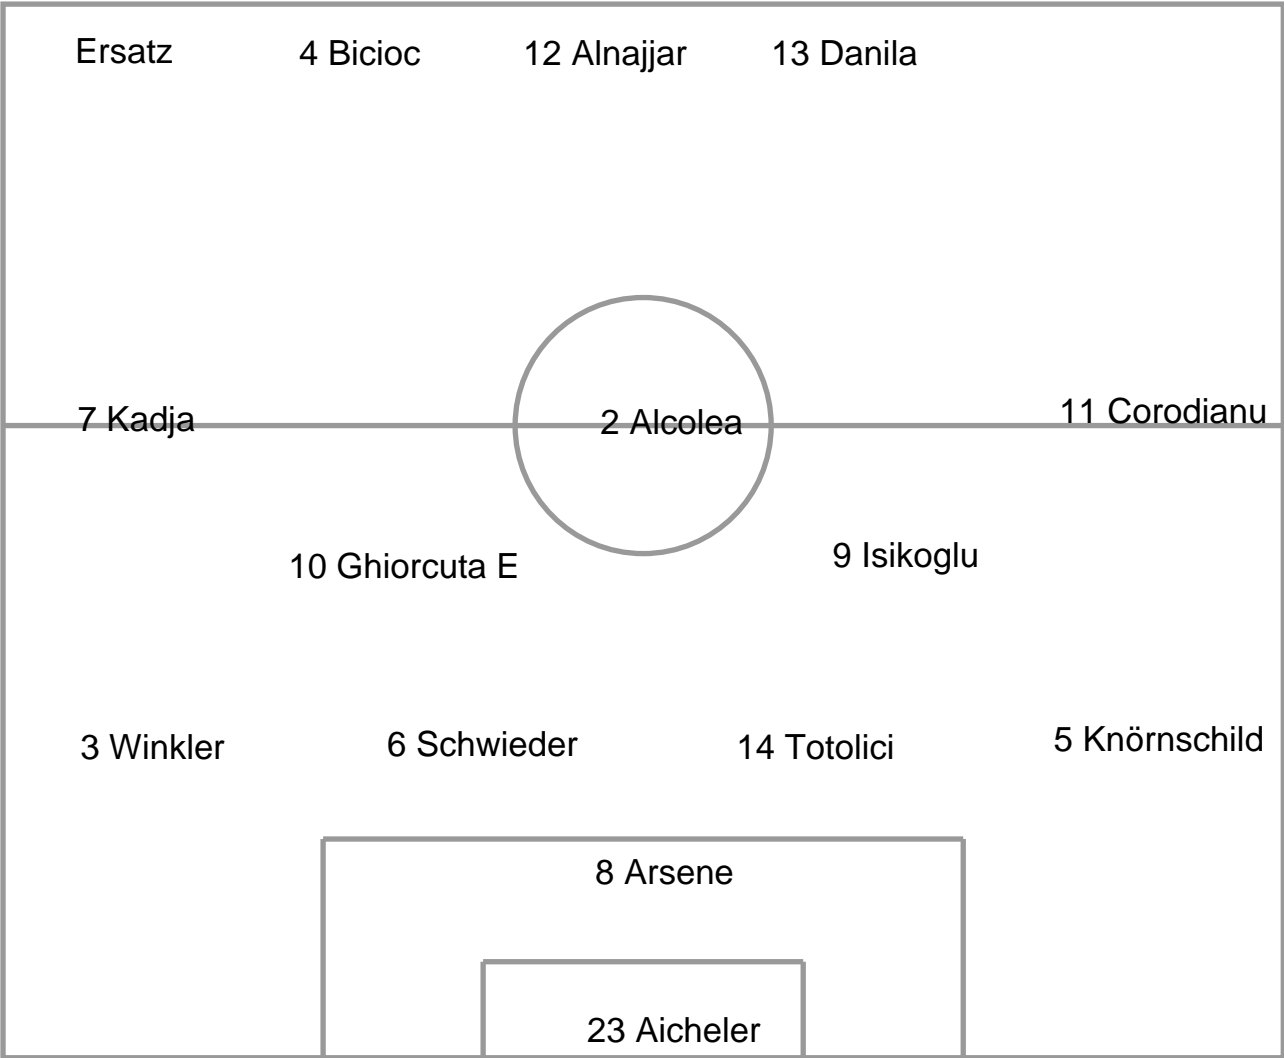 Ersatz 4 Bicioc 12 Alnajjar 13 Danila
7 Kadja 2 Alcolea 11 Corodianu
10 Ghiorcuta E 9 Isikoglu
3 Winkler 6 Schwieder 14 Totolici 5 Knörnschild
8 Arsene
23 Aicheler